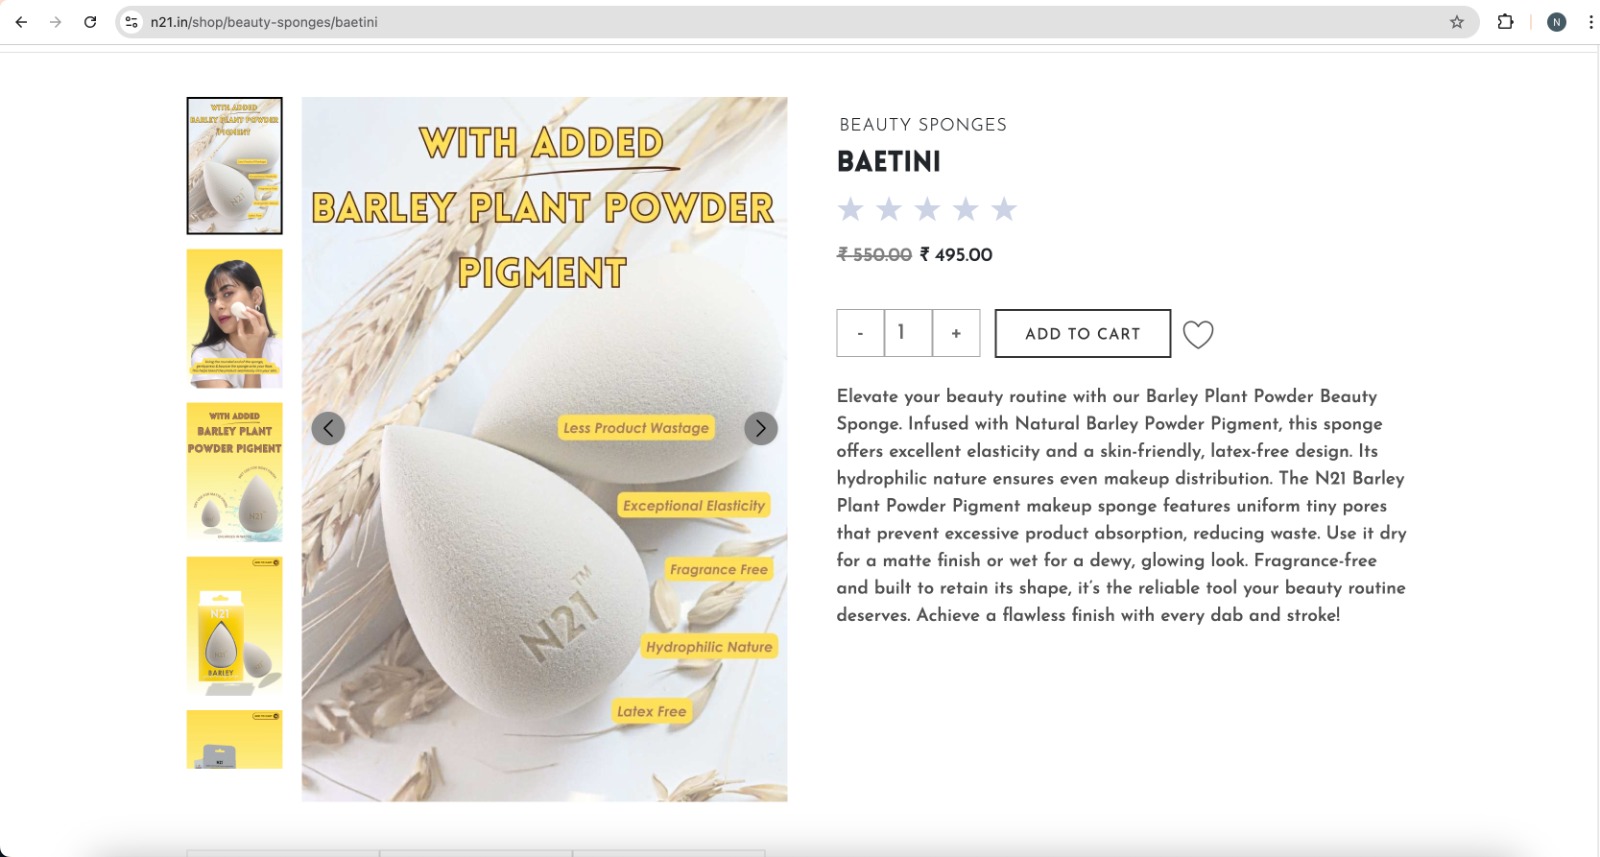 n21.in/shop/beauty-sponges/baetini
N
WITH ADDED
BARLEY PLANT POWDER
PIGMENT
WITH ADDED
BARLEY PLANT
POWDER PIGMENT
N21
N21
BARLEY
WITH ADDED
BARLEY PLANT POWDER
PIGMENT
Less Product Wastage
Exceptional Elasticity
Fragrance Free
Hydrophilic Nature
Latex Free
N21™
BEAUTY SPONGES
BAETINI
₹ 550.00 ₹ 495.00
- 1 + ADD TO CART
Elevate your beauty routine with our Barley Plant Powder Beauty
Sponge. Infused with Natural Barley Powder Pigment, this sponge
offers excellent elasticity and a skin-friendly, latex-free design. Its
hydrophilic nature ensures even makeup distribution. The N21 Barley
Plant Powder Pigment makeup sponge features uniform tiny pores
that prevent excessive product absorption, reducing waste. Use it dry
for a matte finish or wet for a dewy, glowing look. Fragrance-free
and built to retain its shape, it's the reliable tool your beauty routine
deserves. Achieve a flawless finish with every dab and stroke!